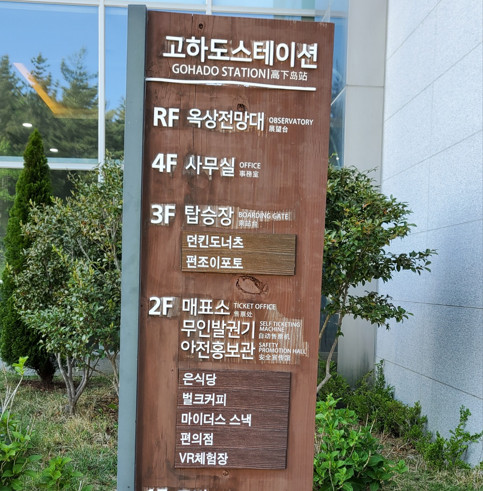 고하도스테이션
GOHADO STATION|高下岛站
RF 옥상전망대 OBSERVATORY
展望台
4F 사무실 OFFICE
事務室
3F 탑승장 BOARDING GATE
던킨도너츠
편조이포토
2F 매표소 TICKET OFFICE
售票处
무인발권기 SELF TICKETING
MACHINE
自动售票机
안전홍보관 SAFETY
PROMOTION HALL
安全宣传馆
은식당
벌크커피
마이더스 스낵
편의점
VR체험장